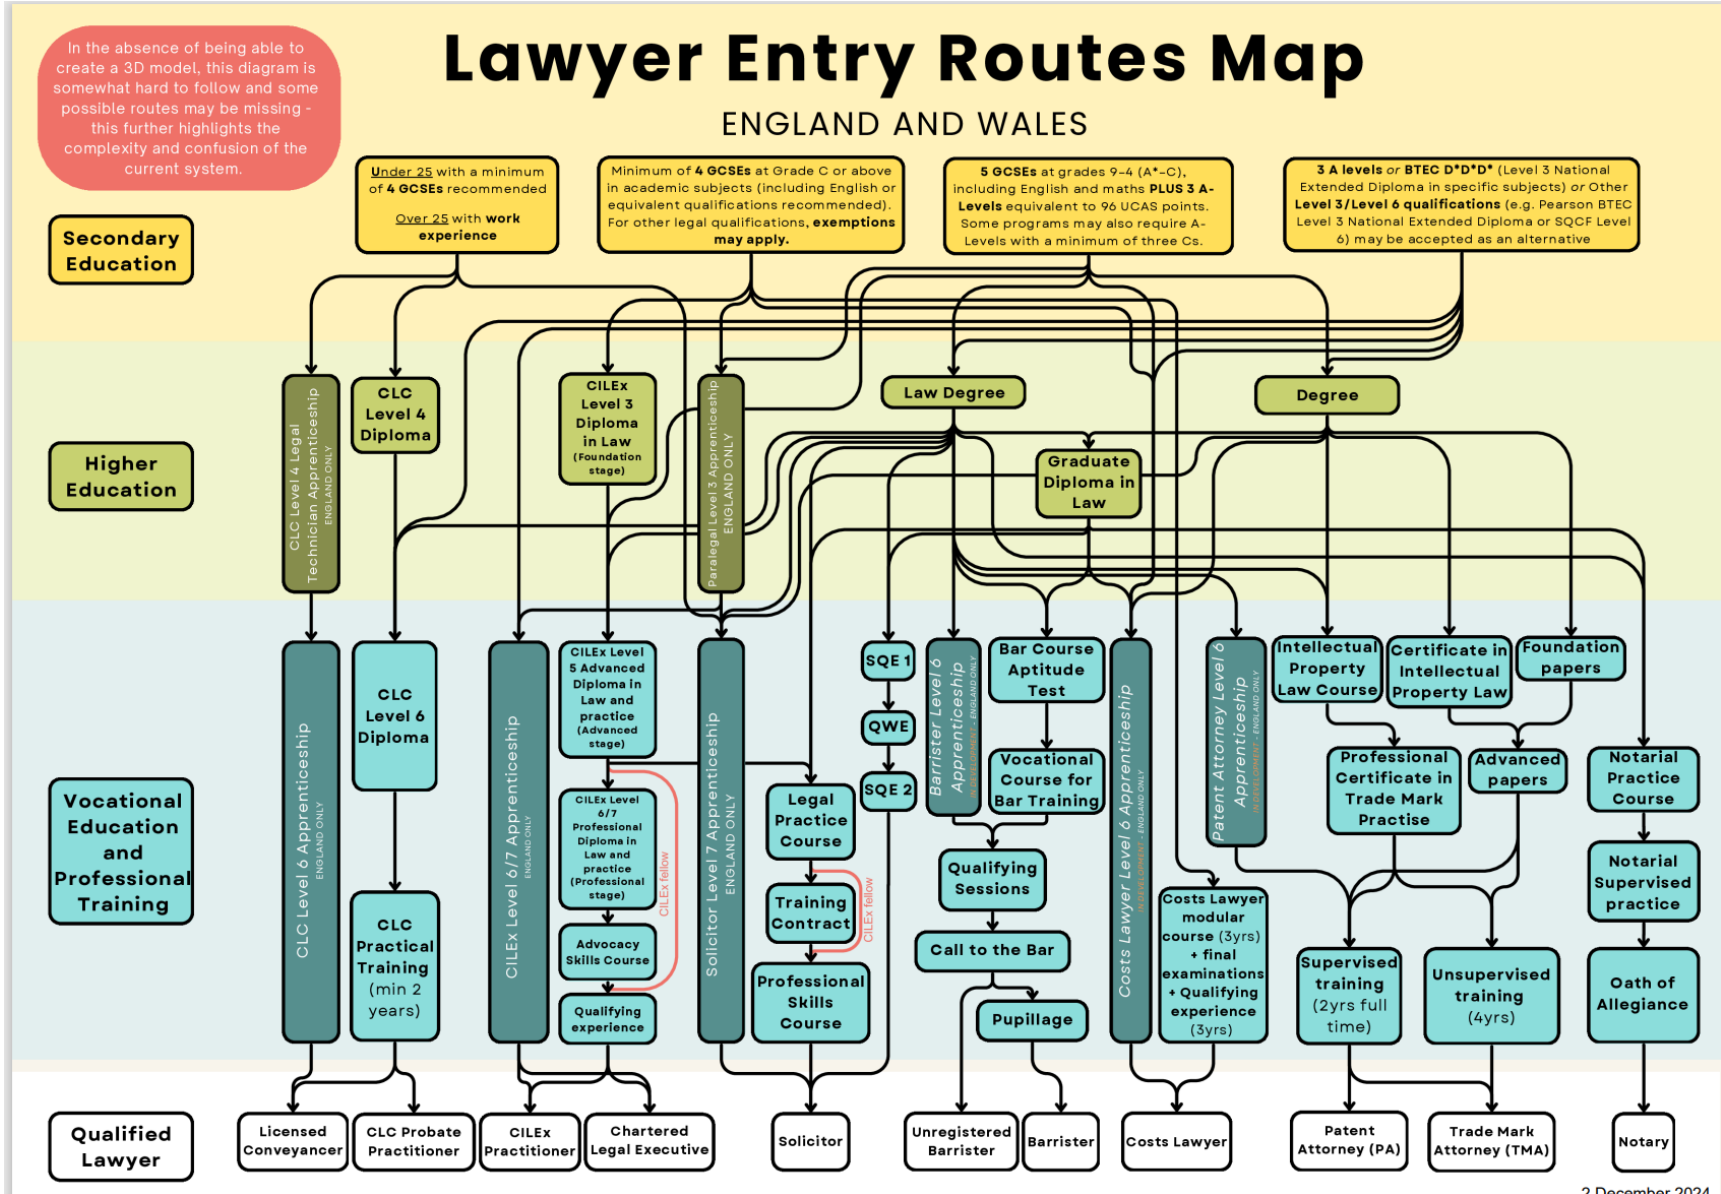 In the absence of being able to
create a 3D model, this diagram is
somewhat hard to follow and some
possible routes may be missing -
this further highlights the
complexity and confusion of the
current system.
Lawyer Entry Routes Map
ENGLAND AND WALES
Secondary
Education
Under 25 with a minimum
of 4 GCSEs recommended
Over 25 with work
experience
Minimum of 4 GCSEs at Grade C or above
in academic subjects (including English or
equivalent qualifications recommended).
For other legal qualifications, exemptions
may apply.
5 GCSEs at grades 9-4 (A*-C),
including English and maths PLUS 3 A-
Levels equivalent to 96 UCAS points.
Some programs may also require A-
Levels with a minimum of three Cs.
3 A levels or BTEC D*D*D* (Level 3 National
Extended Diploma in specific subjects) or Other
Level 3/Level 6 qualifications (e.g. Pearson BTEC
Level 3 National Extended Diploma or SQCF Level
6) may be accepted as an alternative
Higher
Education
CLC Level 4 Legal
Technician Apprenticeship
ENGLAND ONLY
CLC
Level 4
Diploma
CILEx
Level 3
Diploma
in Law
(Foundation
stage)
Paralegal Level 3 Apprenticeship
ENGLAND ONLY
Law Degree
Degree
Graduate
Diploma in
Law
Vocational
Education
and
Professional
Training
CLC Level 6 Apprenticeship
ENGLAND ONLY
CLC
Level 6
Diploma
CLC
Practical
Training
(min 2
years)
CILEx Level 6/7 Apprenticeship
ENGLAND ONLY
CILEx Level
5 Advanced
Diploma in
Law and
practice
(Advanced
stage)
CILEx Level
6/7
Professional
Diploma in
Law and
practice
(Professional
stage)
CILEx fellow
Advocacy
Skills Course
Qualifying
experience
Solicitor Level 7 Apprenticeship
ENGLAND ONLY
Legal
Practice
Course
Training
Contract
CILEx fellow
Professional
Skills
Course
SQE 1
QWE
SQE 2
Barrister Level 6
Apprenticeship
IN DEVELOPMENT - ENGLAND ONLY
Bar Course
Aptitude
Test
Vocational
Course for
Bar Training
Qualifying
Sessions
Call to the Bar
Pupillage
Costs Lawyer Level 6 Apprenticeship
IN DEVELOPMENT - ENGLAND ONLY
Costs Lawyer
modular
course (3yrs)
+ final
examinations
+ Qualifying
experience
(3yrs)
Patent Attorney Level 6
Apprenticeship
IN DEVELOPMENT - ENGLAND ONLY
Intellectual
Property
Law Course
Certificate in
Intellectual
Property Law
Foundation
papers
Professional
Certificate in
Trade Mark
Practise
Advanced
papers
Supervised
training
(2yrs full
time)
Unsupervised
training
(4yrs)
Notarial
Practice
Course
Notarial
Supervised
practice
Oath of
Allegiance
Qualified
Lawyer
Licensed
Conveyancer
CLC Probate
Practitioner
CILEx
Practitioner
Chartered
Legal Executive
Solicitor
Unregistered
Barrister
Barrister
Costs Lawyer
Patent
Attorney (PA)
Trade Mark
Attorney (TMA)
Notary
2 December 2024